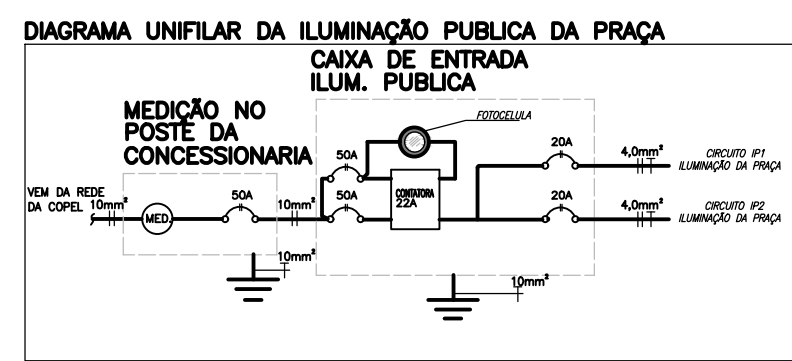 DIAGRAMA UNIFILAR DA ILUMINAÇÃO PUBLICA DA PRAÇA
CAIXA DE ENTRADA
ILUM. PUBLICA
MEDIÇÃO NO
POSTE DA
CONCESSIONARIA
FOTOCELULA
VEM DA REDE
DA COPEL
10mm²
MED.
50A
10mm²
10mm²
50A
50A
CONTATORA
22A
20A
4,0mm²
CIRCUITO IP1
ILUMINAÇÃO DA PRAÇA
20A
4,0mm²
CIRCUITO IP2
ILUMINAÇÃO DA PRAÇA
10mm²